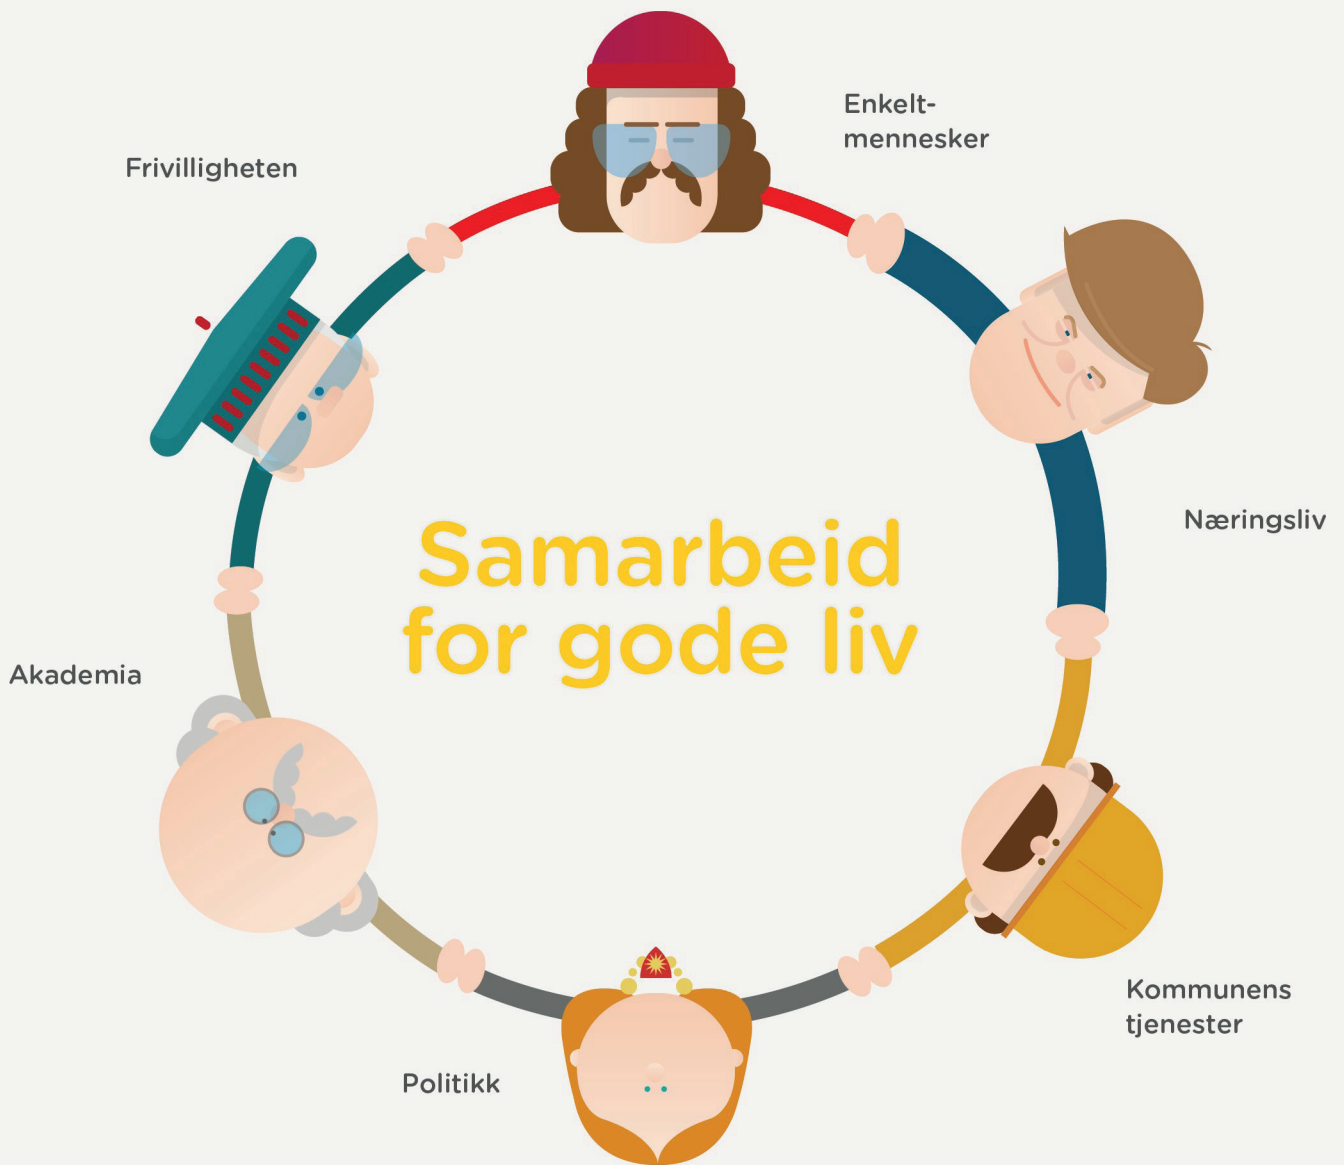 Enkelt-
mennesker
Frivilligheten
Næringsliv
Samarbeid
for gode liv
Akademia
Kommunens
tjenester
Politikk